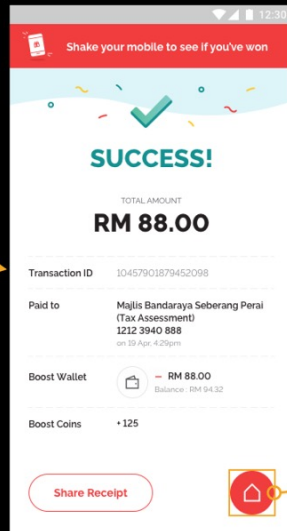 12:30
Shake your mobile to see if you've won
SUCCESS!
TOTAL AMOUNT
RM 88.00
Transaction ID 10457901879452098
Paid to Majlis Bandaraya Seberang Perai
(Tax Assessment)
1212 3940 888
on 19 Apr, 4:29pm
Boost Wallet – RM 88.00
Balance : RM 94.32
Boost Coins +125
Share Receipt